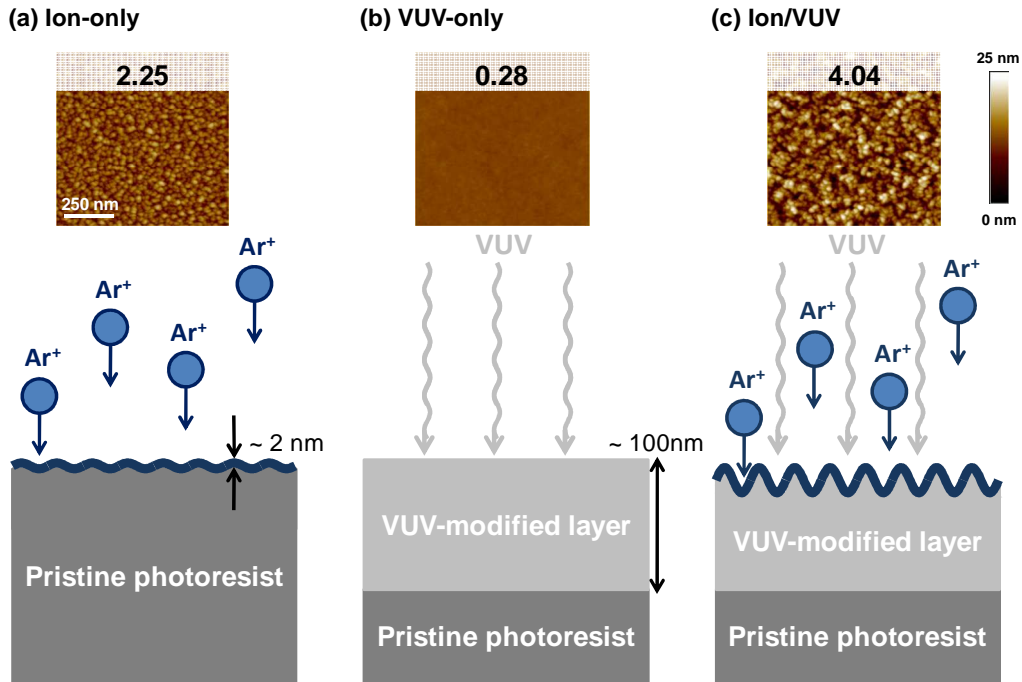 (a) Ion-only
(b) VUV-only
(c) Ion/VUV
2.25
0.28
4.04
25 nm
0 nm
250 nm
VUV
VUV
Ar⁺
Ar⁺
Ar⁺
Ar⁺
Ar⁺
Ar⁺
Ar⁺
Ar⁺
~ 2 nm
~ 100nm
Pristine photoresist
VUV-modified layer
Pristine photoresist
VUV-modified layer
Pristine photoresist